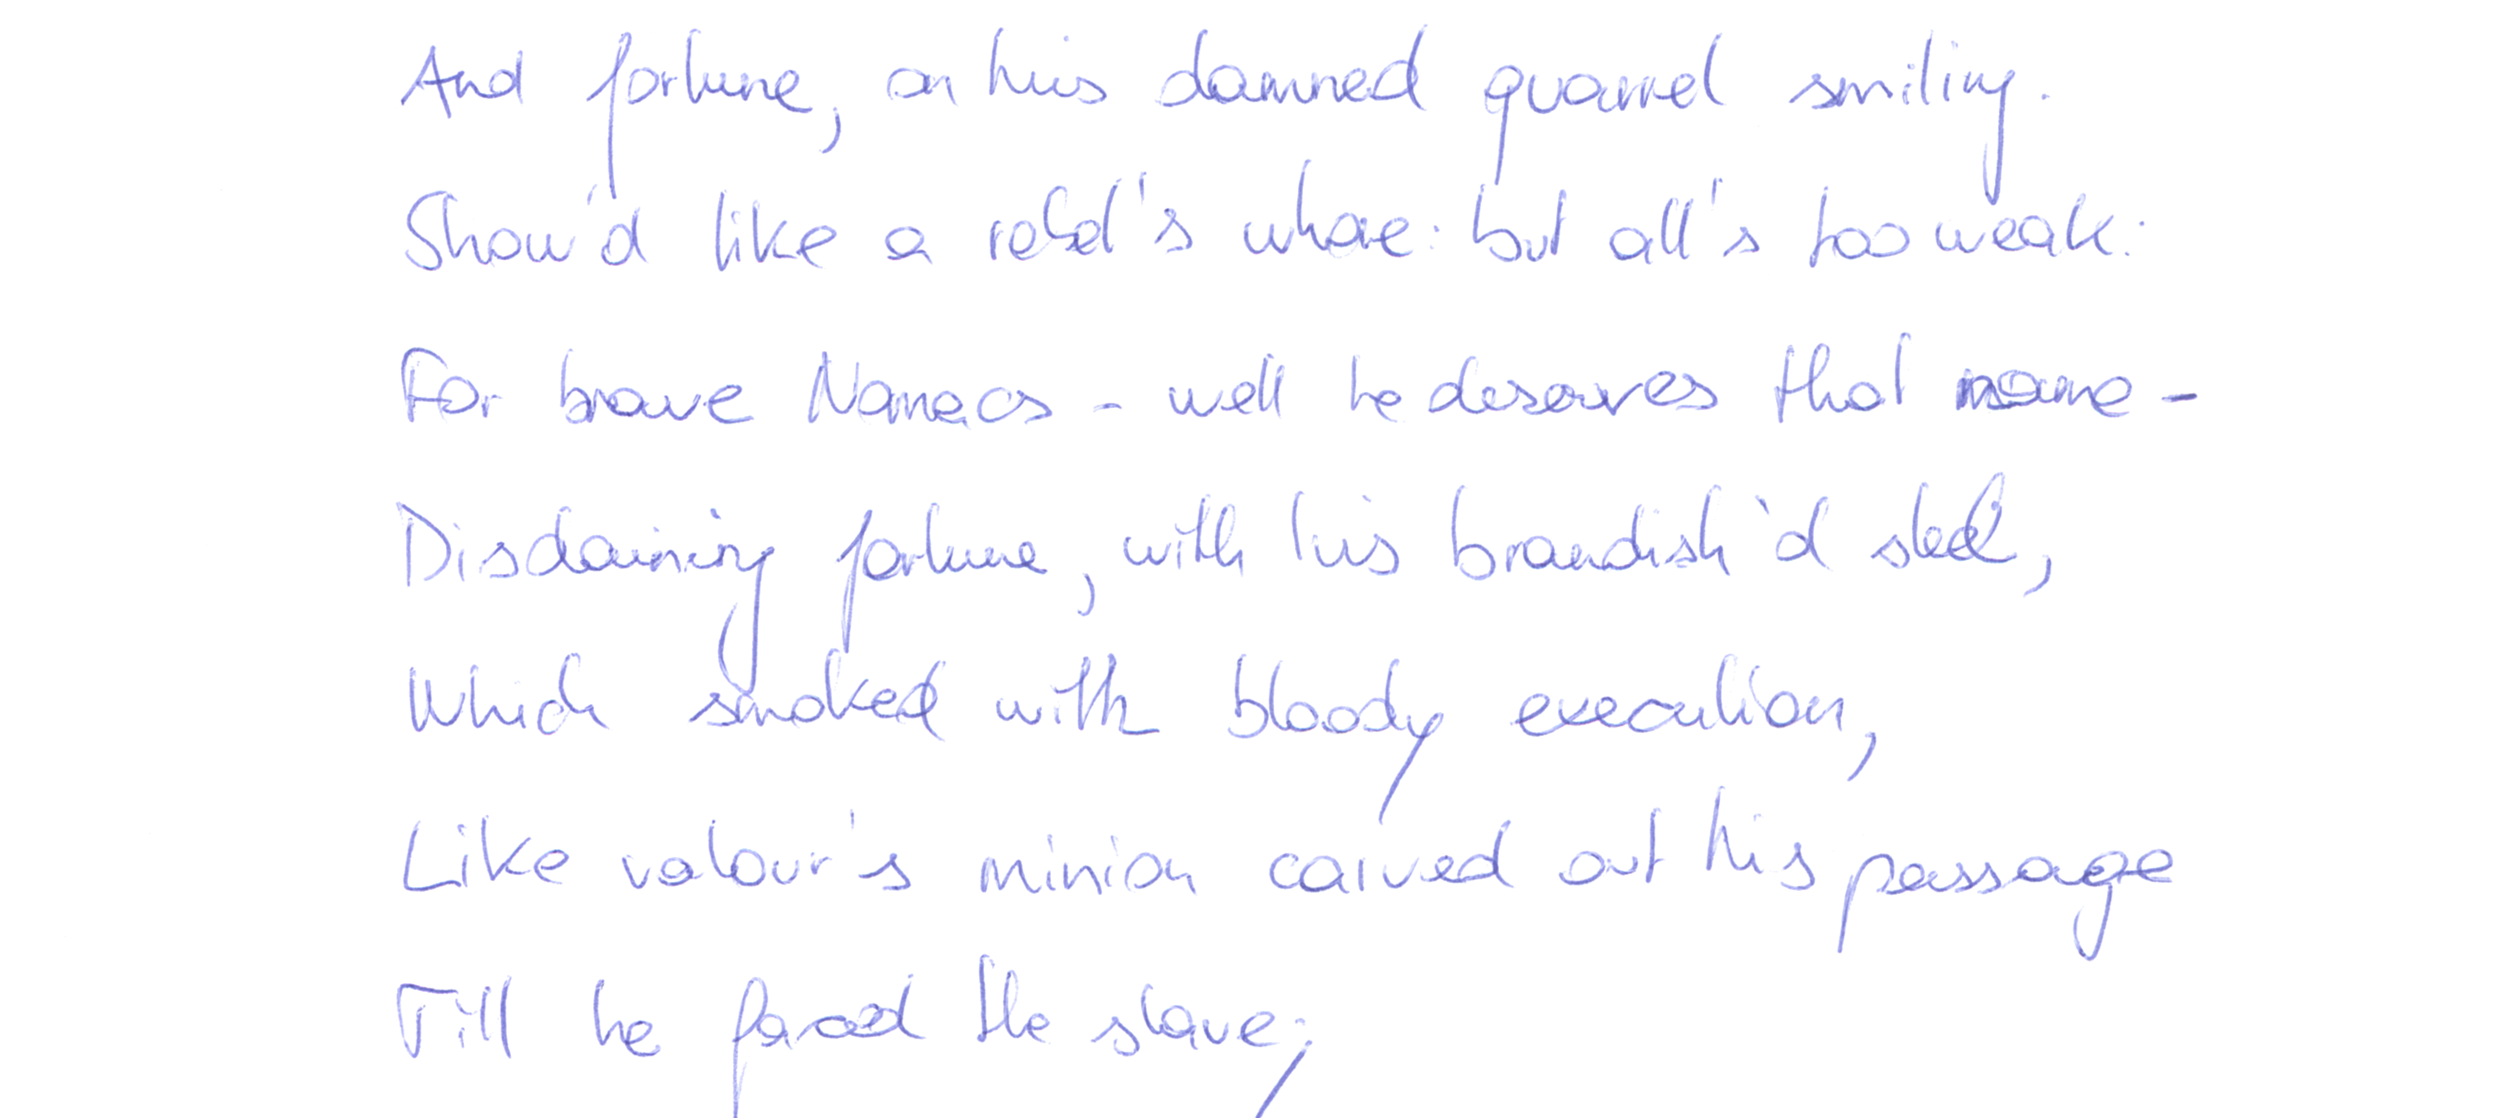 And fortune, on his damned quarrel smiling.
Show'd like a rebel's whore: but all's too weak:
For brave Nameos - well he deserves that name -
Disdaining fortune, with his brandish'd steel,
Which smoked with bloody execution,
Like valour's minion carved out his passage
Till he faced the slave;